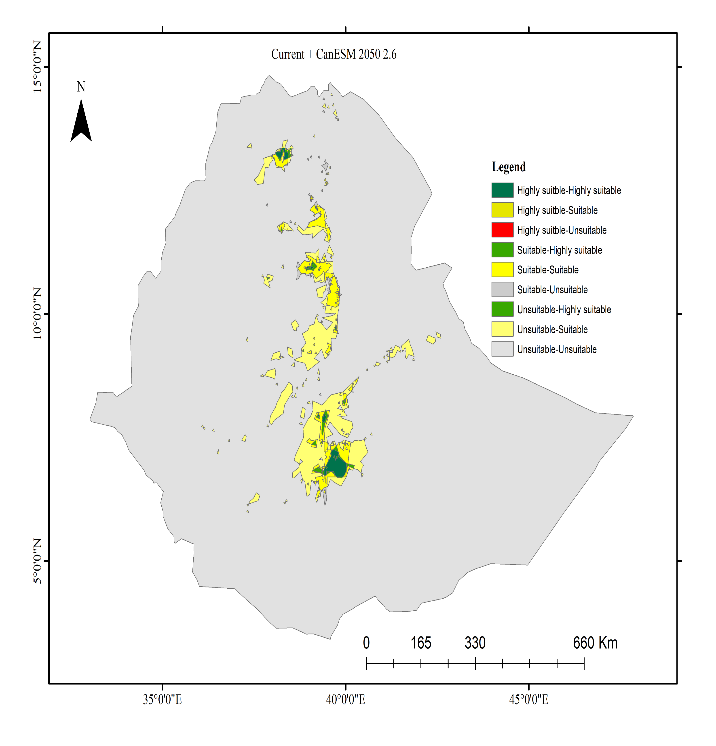 Current + CanESM 2050 2.6
15°0'0"N
N
Legend
Highly suitble-Highly suitable
Highly suitble-Suitable
Highly suitble-Unsuitable
Suitable-Highly suitable
Suitable-Suitable
Suitable-Unsuitable
Unsuitable-Highly suitable
Unsuitable-Suitable
Unsuitable-Unsuitable
10°0'0"N
5°0'0"N
0 165 330 660 Km
35°0'0"E 40°0'0"E 45°0'0"E